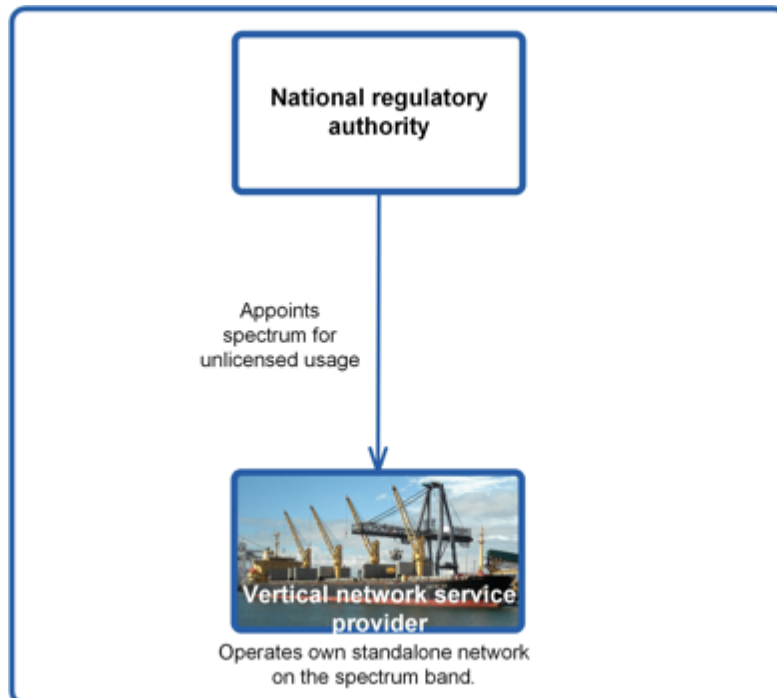 National regulatory
authority
Appoints
spectrum for
unlicensed usage
Vertical network service
provider
Operates own standalone network
on the spectrum band.